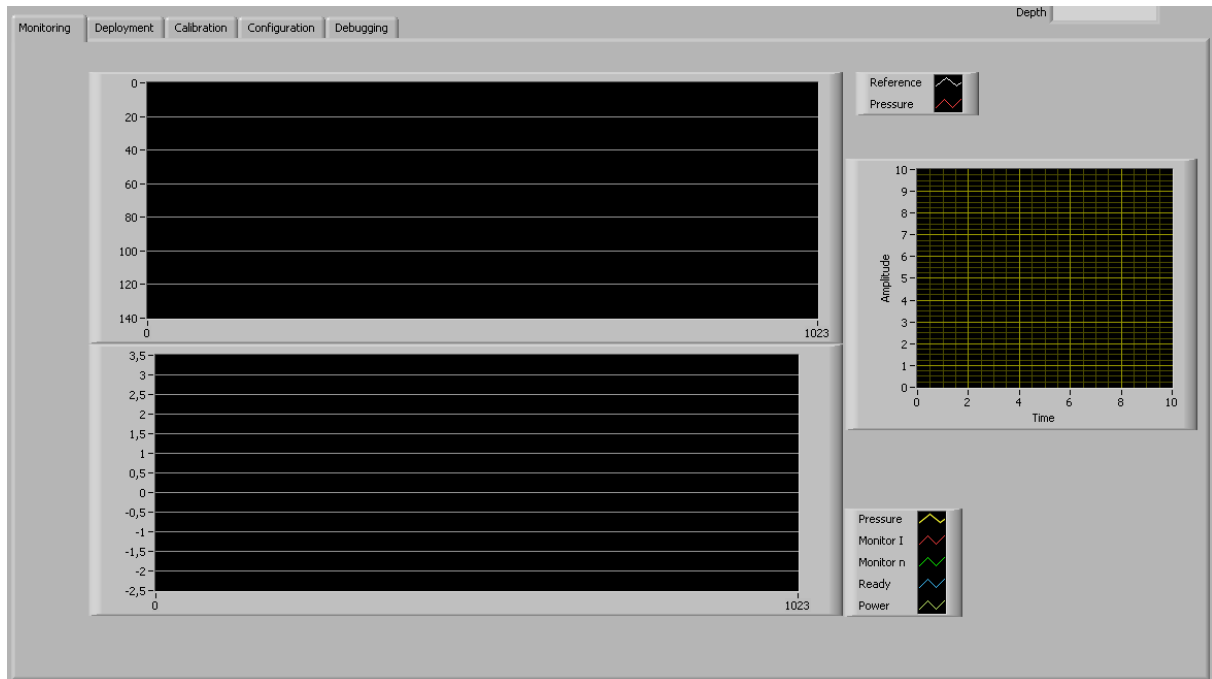 Depth
Monitoring Deployment Calibration Configuration Debugging
0
20
40
60
80
100
120
140
0 1023
Reference
Pressure
10
9
8
7
6
5
4
3
2
1
0
Amplitude
0 2 4 6 8 10
Time
3,5
3
2,5
2
1,5
1
0,5
0
-0,5
-1
-1,5
-2
-2,5
0 1023
Pressure
Monitor I
Monitor n
Ready
Power